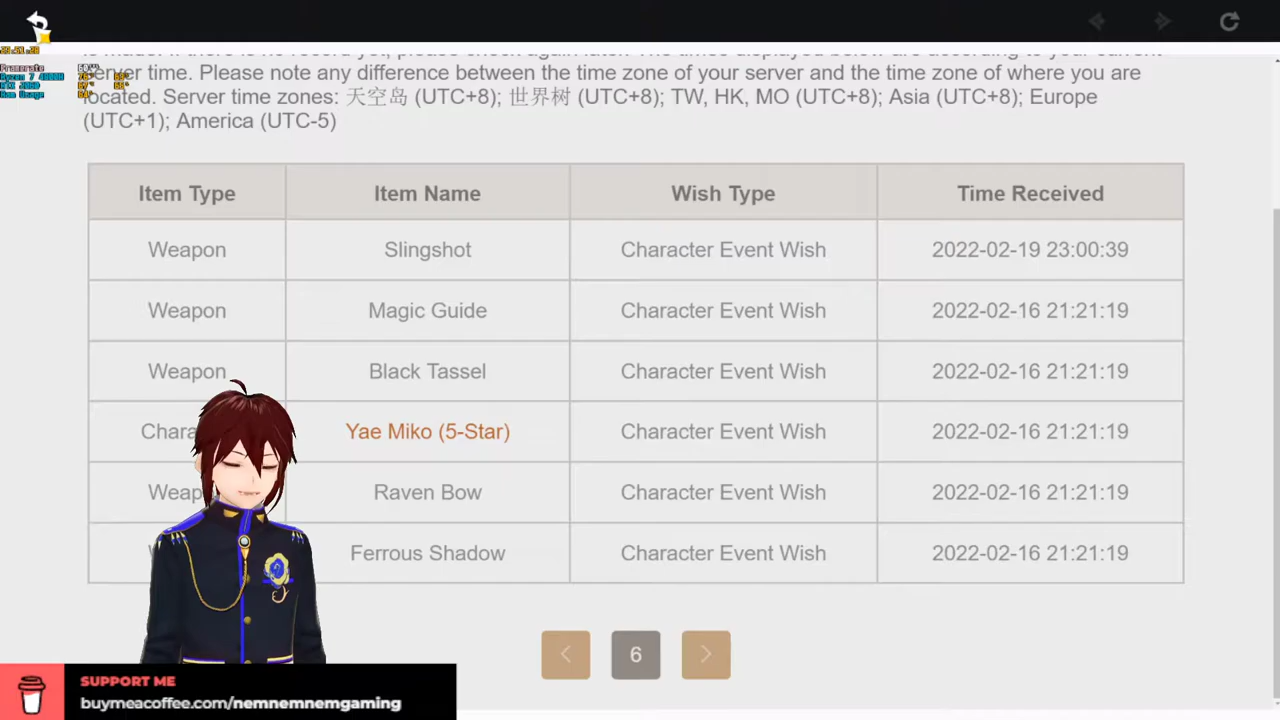 server time. Please note any difference between the time zone of your server and the time zone of where you are
located. Server time zones: 天空岛 (UTC+8); 世界树 (UTC+8); TW, HK, MO (UTC+8); Asia (UTC+8); Europe
(UTC+1); America (UTC-5)
Item Type Item Name Wish Type Time Received
Weapon Slingshot Character Event Wish 2022-02-19 23:00:39
Weapon Magic Guide Character Event Wish 2022-02-16 21:21:19
Weapon Black Tassel Character Event Wish 2022-02-16 21:21:19
Chara Yae Miko (5-Star) Character Event Wish 2022-02-16 21:21:19
Weap Raven Bow Character Event Wish 2022-02-16 21:21:19
Ferrous Shadow Character Event Wish 2022-02-16 21:21:19
6
SUPPORT ME
buymeacoffee.com/nemnemnemgaming